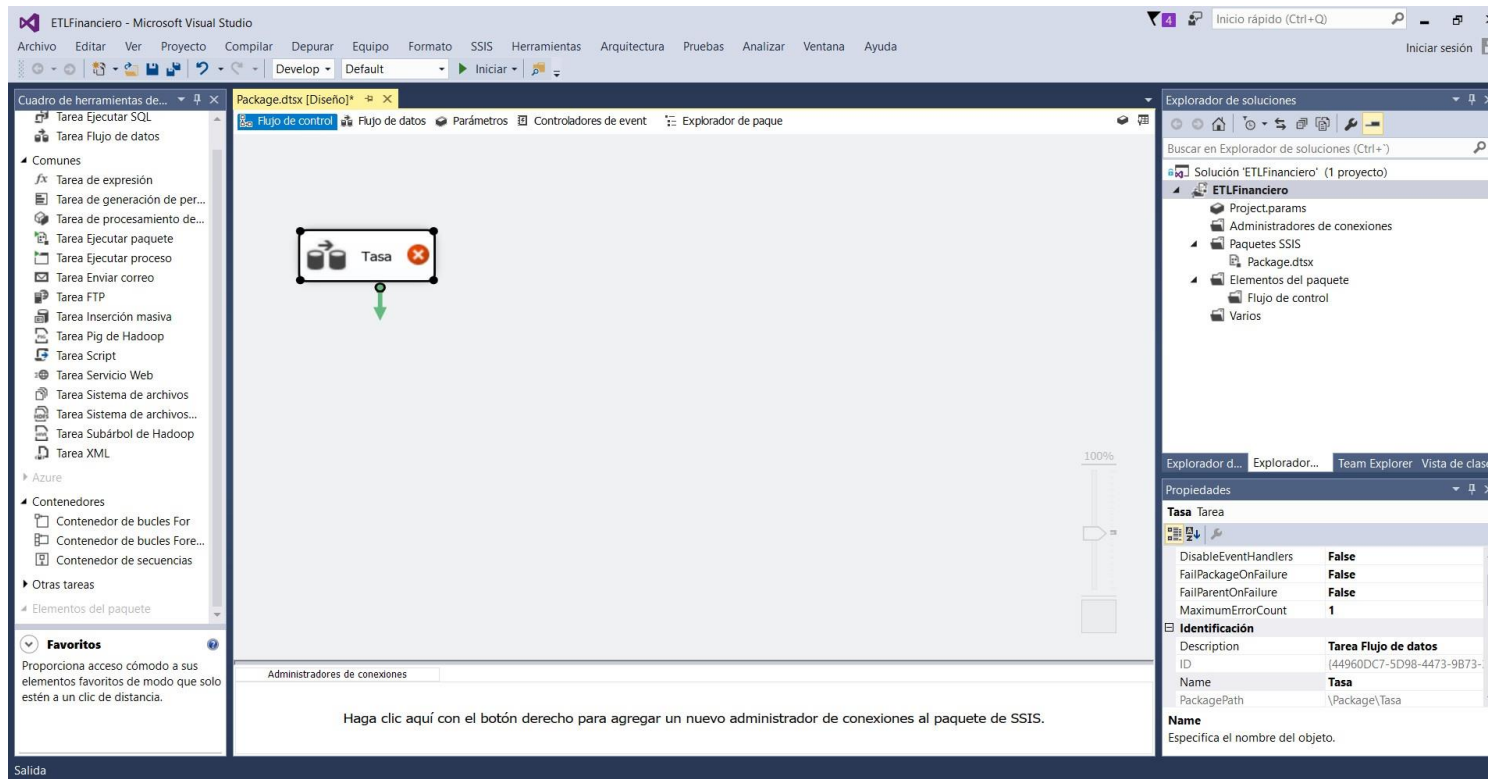 ETLFinanciero - Microsoft Visual Studio
4
Inicio rápido (Ctrl+Q)
Archivo Editar Ver Proyecto Compilar Depurar Equipo Formato SSIS Herramientas Arquitectura Pruebas Analizar Ventana Ayuda
Iniciar sesión
Develop Default Iniciar
Cuadro de herramientas de...
Tarea Ejecutar SQL
Tarea Flujo de datos
Comunes
Tarea de expresión
Tarea de generación de per...
Tarea de procesamiento de...
Tarea Ejecutar paquete
Tarea Ejecutar proceso
Tarea Enviar correo
Tarea FTP
Tarea Inserción masiva
Tarea Pig de Hadoop
Tarea Script
Tarea Servicio Web
Tarea Sistema de archivos
Tarea Sistema de archivos...
Tarea Subárbol de Hadoop
Tarea XML
Azure
Contenedores
Contenedor de bucles For
Contenedor de bucles Fore...
Contenedor de secuencias
Otras tareas
Elementos del paquete
Favoritos
Proporciona acceso cómodo a sus
elementos favoritos de modo que solo
estén a un clic de distancia.
Package.dtsx [Diseño]*
Flujo de control Flujo de datos Parámetros Controladores de event Explorador de paque
Tasa
100%
Administradores de conexiones
Haga clic aquí con el botón derecho para agregar un nuevo administrador de conexiones al paquete de SSIS.
Explorador de soluciones
Buscar en Explorador de soluciones (Ctrl+`)
Solución 'ETLFinanciero' (1 proyecto)
ETLFinanciero
Project.params
Administradores de conexiones
Paquetes SSIS
Package.dtsx
Elementos del paquete
Flujo de control
Varios
Explorador d... Explorador... Team Explorer Vista de clase
Propiedades
Tasa Tarea
DisableEventHandlers False
FailPackageOnFailure False
FailParentOnFailure False
MaximumErrorCount 1
Identificación
Description Tarea Flujo de datos
ID {44960DC7-5D98-4473-9B73-
Name Tasa
PackagePath \Package\Tasa
Name
Especifica el nombre del objeto.
Salida